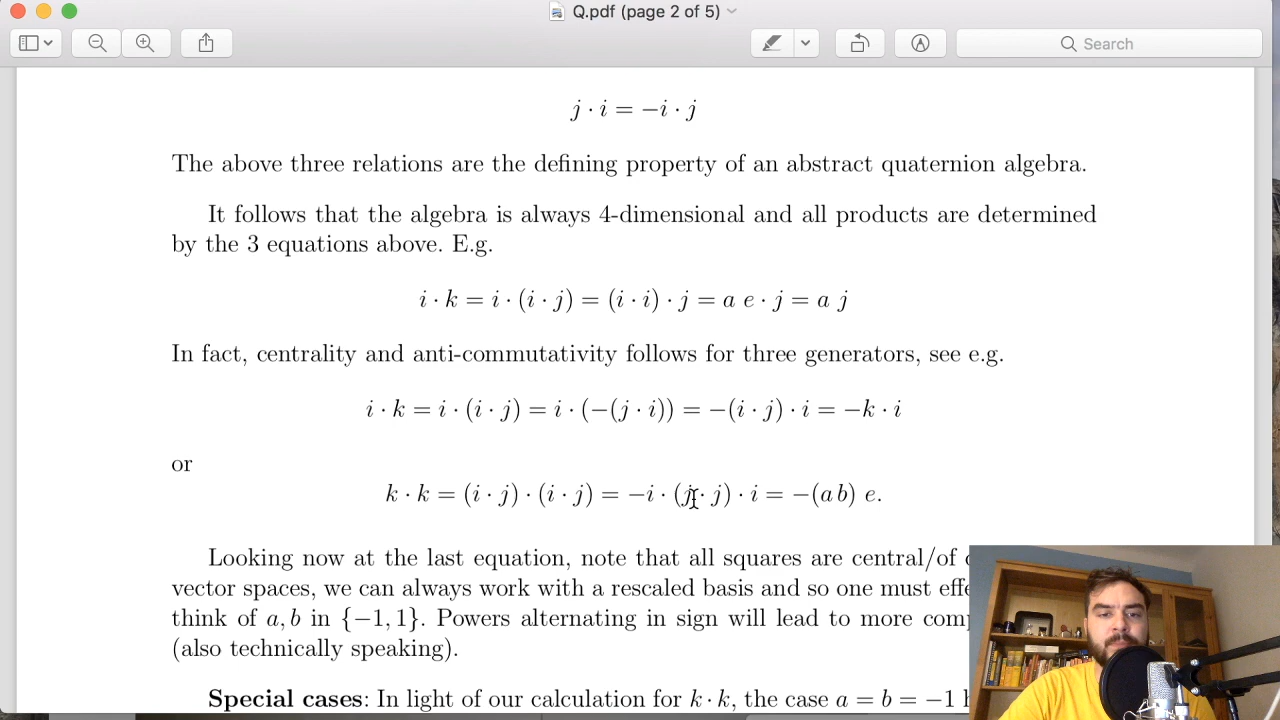 Q.pdf (page 2 of 5)
Search
j · i = −i · j
The above three relations are the defining property of an abstract quaternion algebra.
It follows that the algebra is always 4-dimensional and all products are determined
by the 3 equations above. E.g.
i · k = i · (i · j) = (i · i) · j = a e · j = a j
In fact, centrality and anti-commutativity follows for three generators, see e.g.
i · k = i · (i · j) = i · (−(j · i)) = −(i · j) · i = −k · i
or
k · k = (i · j) · (i · j) = −i · (j · j) · i = −(a b) e.
Looking now at the last equation, note that all squares are central/of
vector spaces, we can always work with a rescaled basis and so one must
think of a, b in {−1, 1}. Powers alternating in sign will lead to more
(also technically speaking).
Special cases: In light of our calculation for k · k, the case a = b = −1